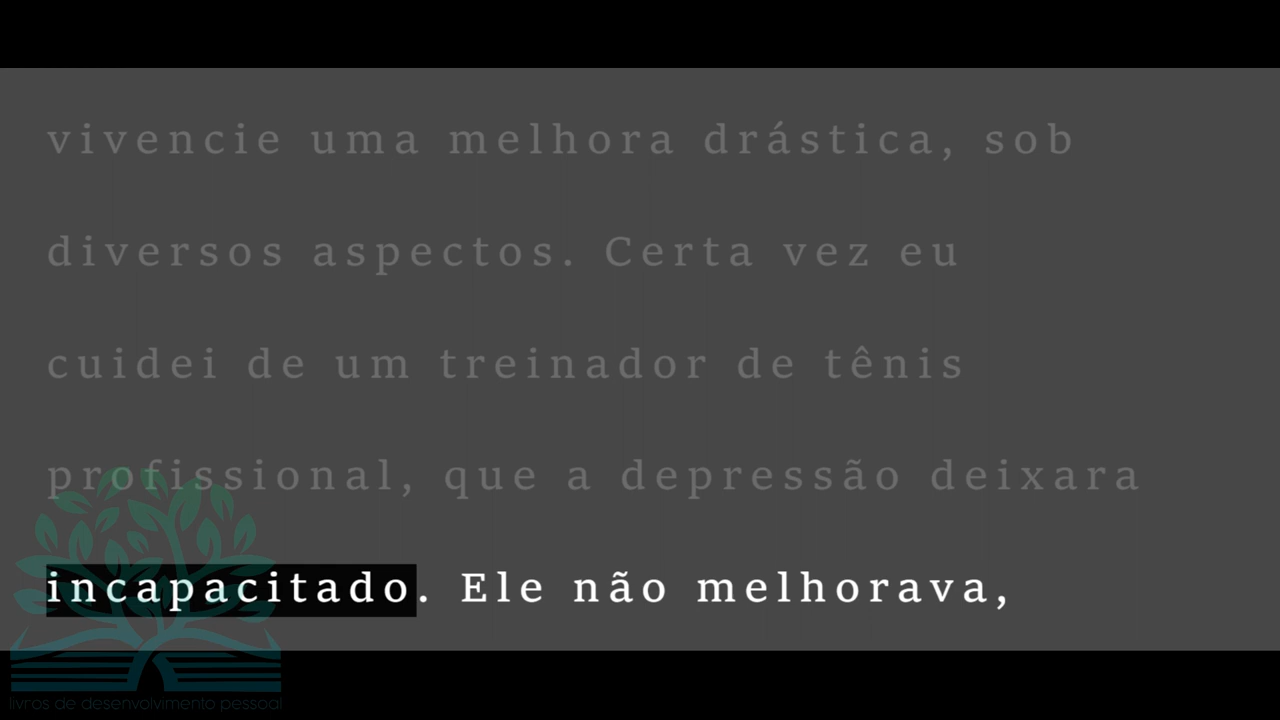 vivencie uma melhora drástica, sob
diversos aspectos. Certa vez eu
cuidei de um treinador de tênis
profissional, que a depressão deixara
incapacitado. Ele não melhorava,
livros de desenvolvimento pessoal